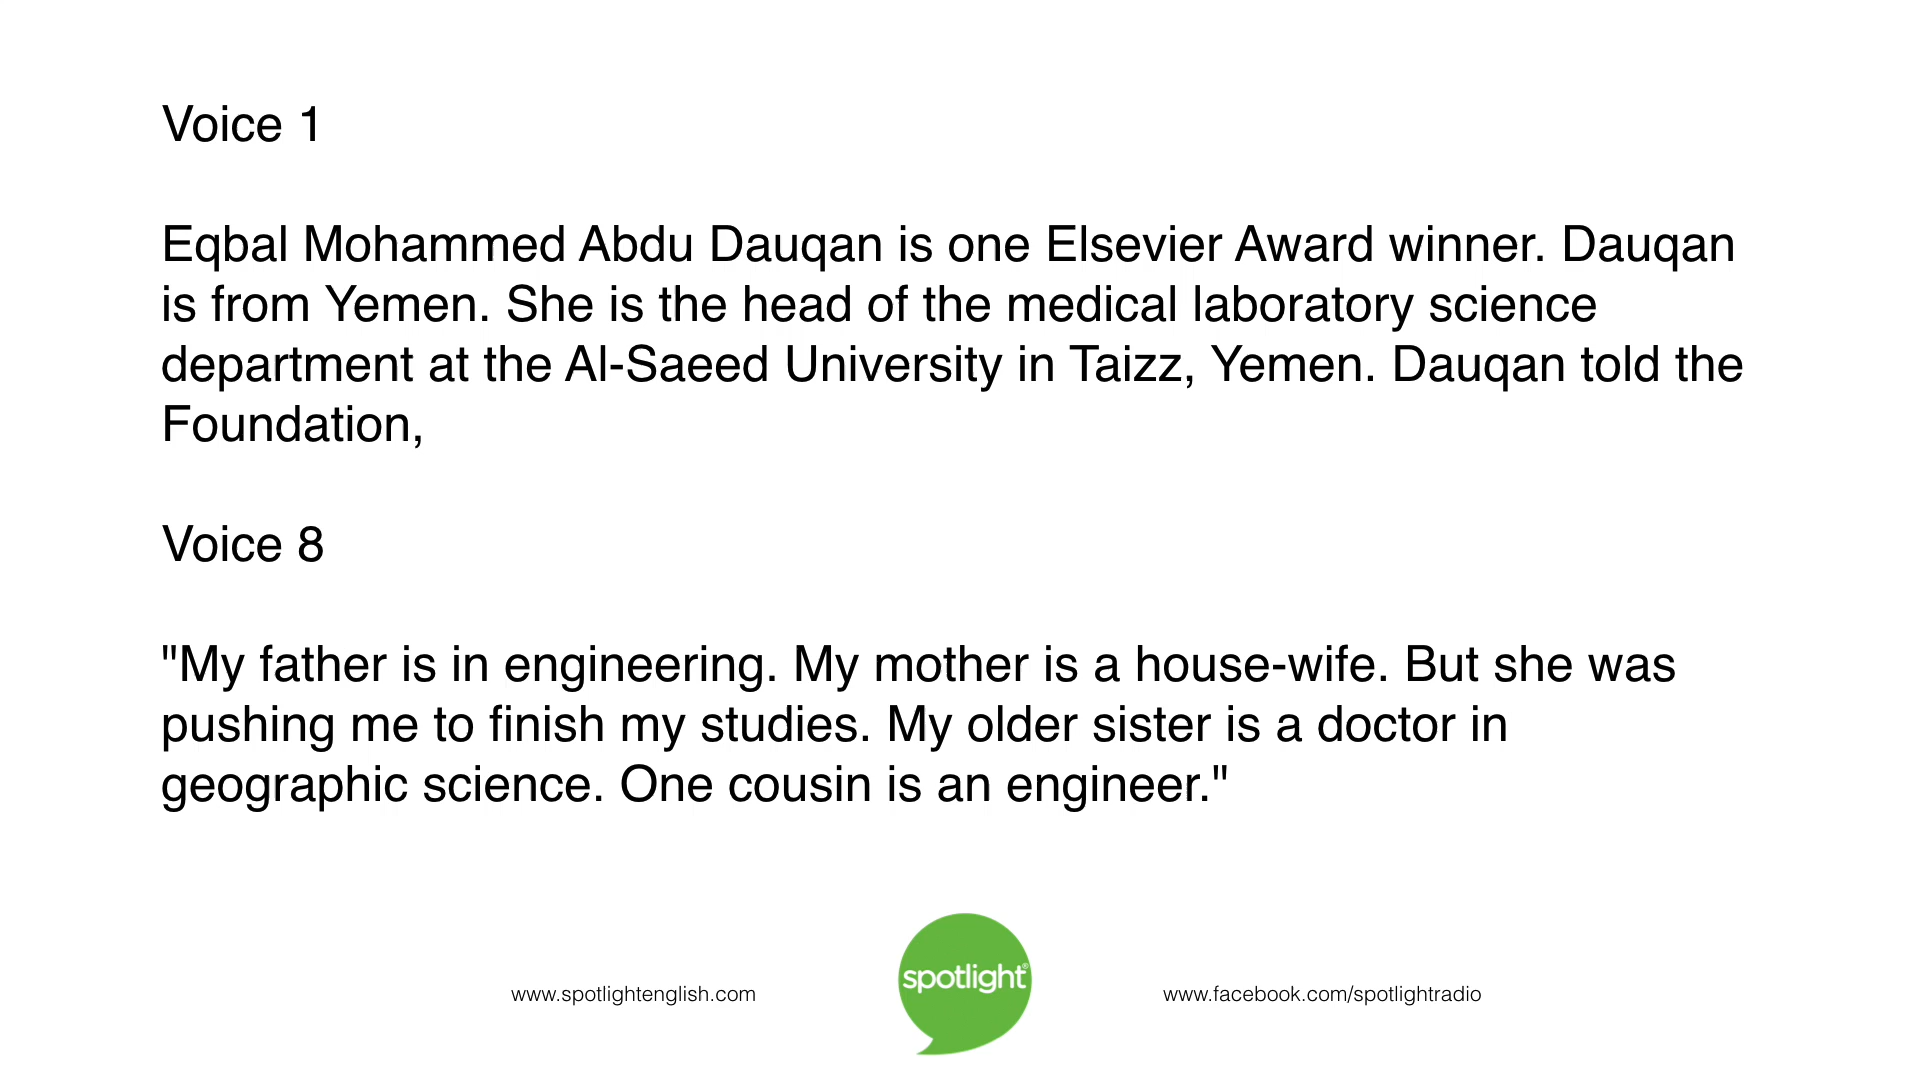 Voice 1
Eqbal Mohammed Abdu Dauqan is one Elsevier Award winner. Dauqan
is from Yemen. She is the head of the medical laboratory science
department at the Al-Saeed University in Taizz, Yemen. Dauqan told the
Foundation,
Voice 8
"My father is in engineering. My mother is a house-wife. But she was
pushing me to finish my studies. My older sister is a doctor in
geographic science. One cousin is an engineer."
www.spotlightenglish.com
spotlight®
www.facebook.com/spotlightradio